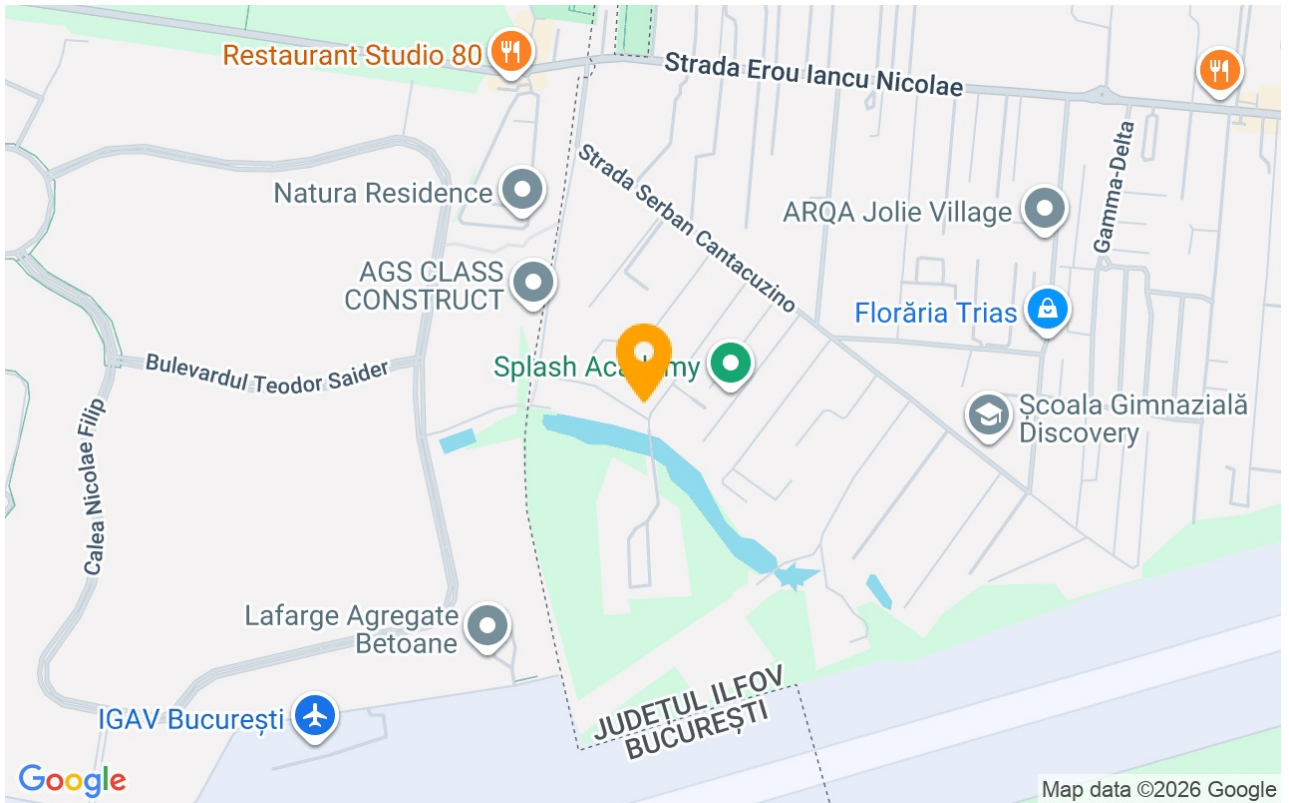 Restaurant Studio 80
Strada Erou Iancu Nicolae
Strada Serban Cantacuzino
Gamma-Delta
Natura Residence
ARQA Jolie Village
AGS CLASS
CONSTRUCT
Florăria Trias
Bulevardul Teodor Saider
Splash Academy
Școala Gimnazială
Discovery
Calea Nicolae Filip
Lafarge Agregate
Betoane
JUDEȚUL ILFOV
BUCUREȘTI
IGAV București
Google
Map data ©2026 Google